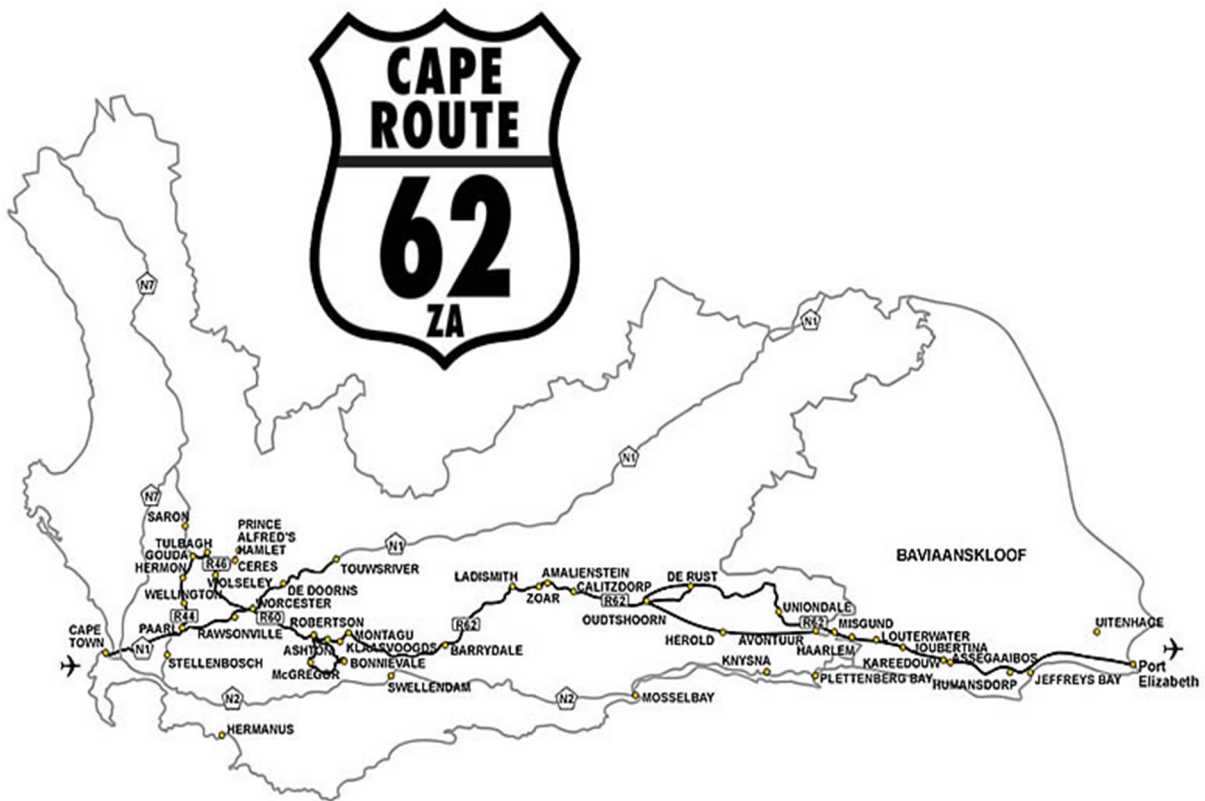 CAPE
ROUTE
62
ZA
N7
N1
N1
N7
SARON
PRINCE
ALFRED'S
HAMLET
TULBAGH
GOUDA
R46
CERES
HERMON
WOLSELEY
N1
TOUWSRIVER
DE DOORNS
WELLINGTON
WORCESTER
R44
R60
PAARL
RAWSONVILLE
ROBERTSON
CAPE
TOWN
N1
STELLENBOSCH
ASHTON
MONTAGU
KLAASVOOGDS
McGREGOR
BONNIEVALE
BARRYDALE
R62
LADISMITH
ZOAR
AMALIENSTEIN
CALITZDORP
R62
DE RUST
OUDTSHOORN
BAVIAANSKLOOF
UNIONDALE
R62
MISGUND
HEROLD
AVONTUUR
HAARLEM
LOUTERWATER
JOUBERTINA
KAREEDOUW
ASSEGAAIBOS
UITENHAGE
KNYSNA
PLETTENBERG BAY
HUMANSDORP
JEFFREYS BAY
Port
Elizabeth
SWELLENDAM
N2
N2
MOSSELBAY
HERMANUS